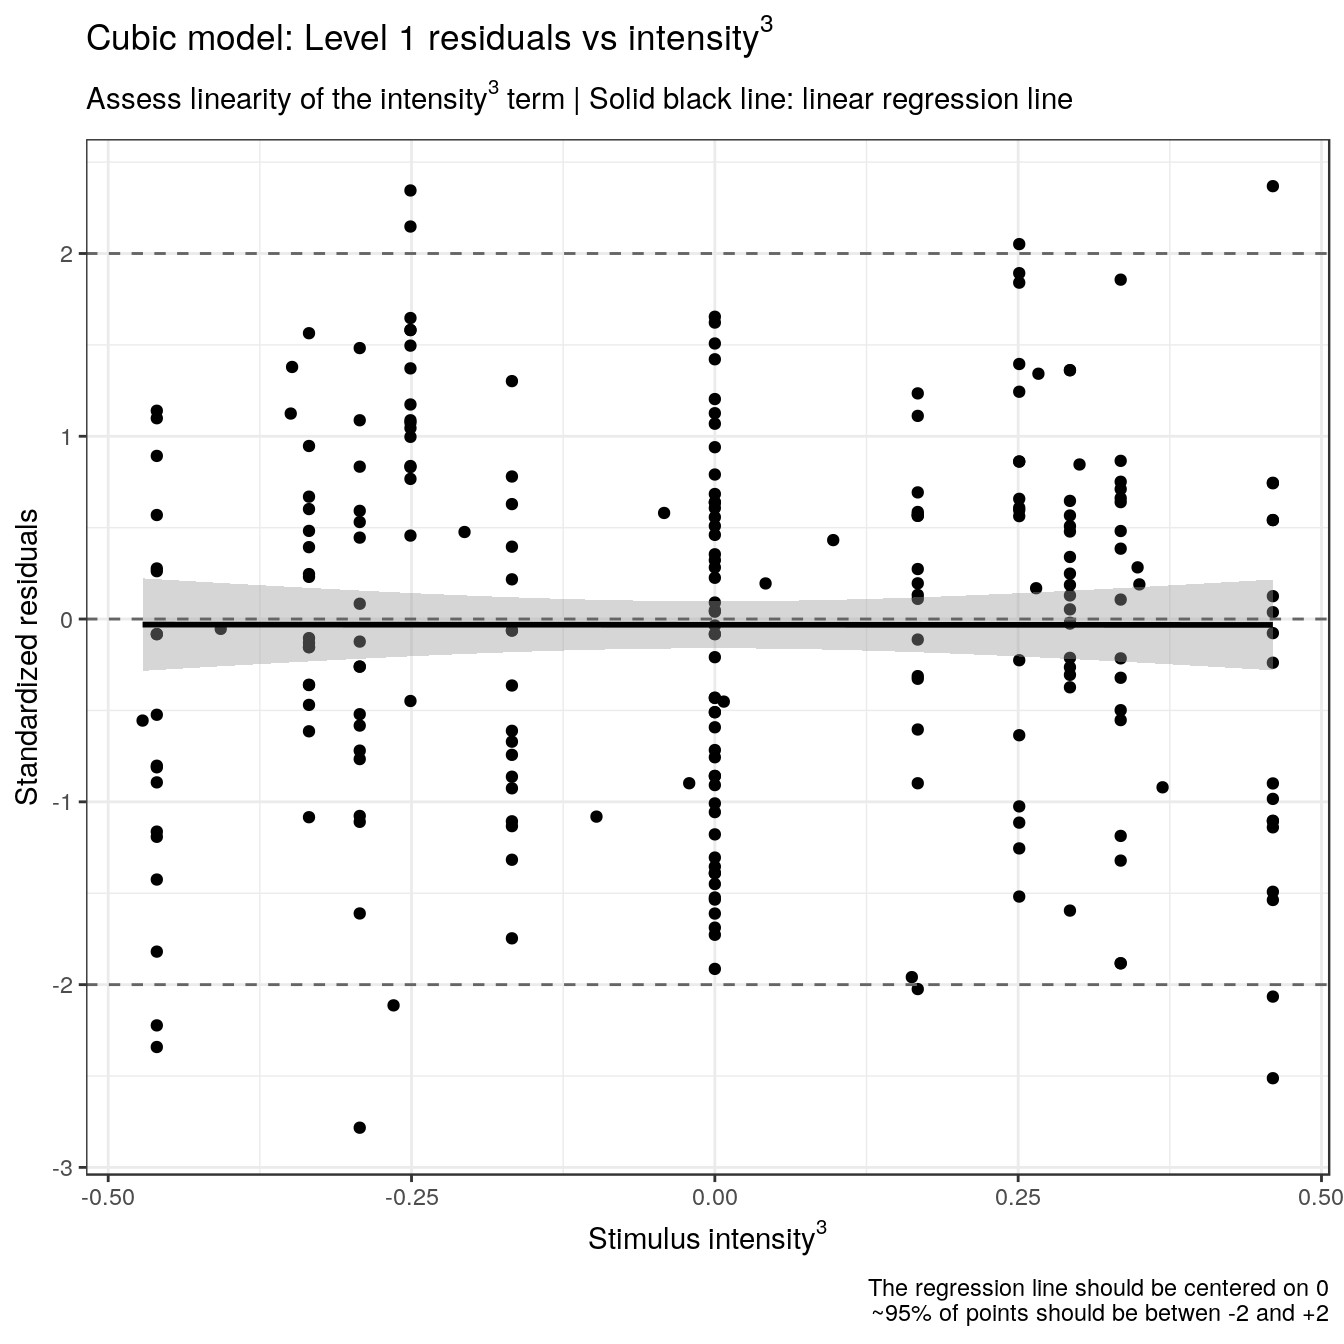 Cubic model: Level 1 residuals vs intensity³
Assess linearity of the intensity³ term | Solid black line: linear regression line
Standardized residuals
2
1
0
-1
-2
-3
-0.50 -0.25 0.00 0.25 0.50
Stimulus intensity³
The regression line should be centered on 0
~95% of points should be betwen -2 and +2